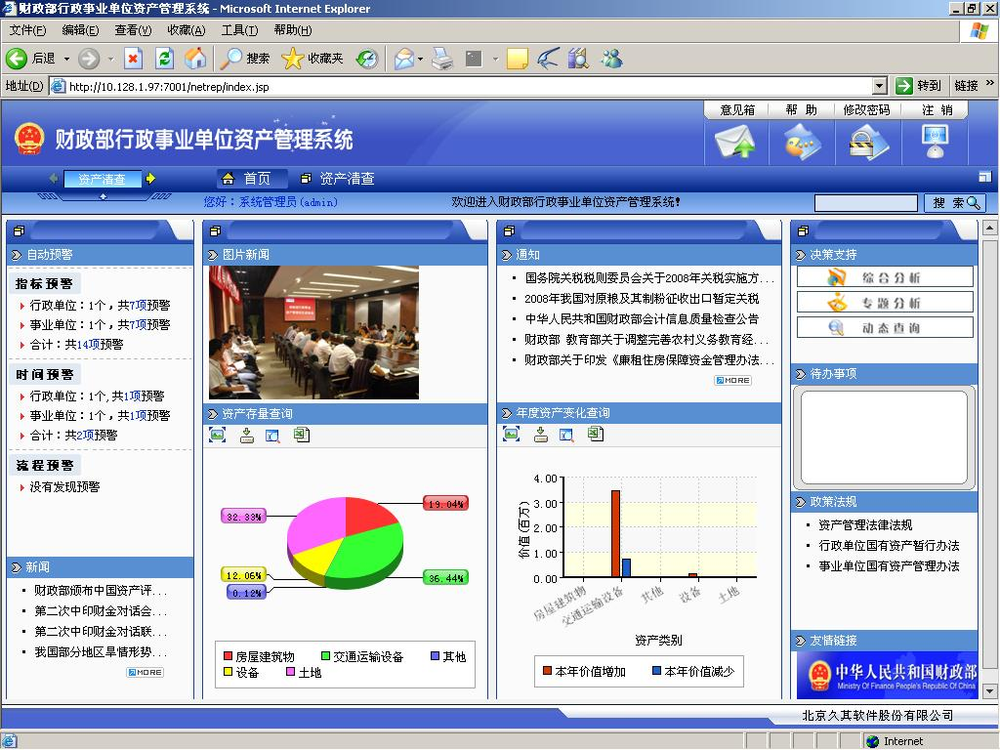 财政部行政事业单位资产管理系统 - Microsoft Internet Explorer
文件(F) 编辑(E) 查看(V) 收藏(A) 工具(T) 帮助(H)
后退 搜索 收藏夹
地址(D) http://10.128.1.97:7001/netrep/index.jsp 转到 链接 »
意见箱 帮 助 修改密码 注 销
财政部行政事业单位资产管理系统
资产清查 首页 资产清查
您好：系统管理员(admin) 欢迎进入财政部行政事业单位资产管理系统! 搜 索
自动预警
指标预警
行政单位：1个，共7项预警
事业单位：1个，共7项预警
合计：共14项预警
时间预警
行政单位：1个,共1项预警
事业单位：1个，共1项预警
合计：共2项预警
流程预警
没有发现预警
新闻
财政部颁布中国资产评...
第二次中印财金对话会...
第二次中印财金对话联...
我国部分地区旱情形势...
MORE
图片新闻
资产存量查询
19.04%
32.33%
12.06%
0.12%
36.44%
房屋建筑物 交通运输设备 其他
设备 土地
通知
国务院关税税则委员会关于2008年关税实施方...
2008年我国对原粮及其制粉征收出口暂定关税
中华人民共和国财政部会计信息质量检查公告
财政部 教育部关于调整完善农村义务教育经...
财政部关于印发《廉租住房保障资金管理办法...
MORE
年度资产变化查询
价值(百万)
4.00
3.00
2.00
1.00
0.00
房屋建筑物 交通运输设备 其他 设备 土地
资产类别
本年价值增加 本年价值减少
决策支持
综合分析
专题分析
动态查询
待办事项
政策法规
资产管理法律法规
行政单位国有资产暂行办法
事业单位国有资产管理办法
友情链接
中华人民共和国财政部
Ministry Of Finance People's Republic Of China
北京久其软件股份有限公司
Internet